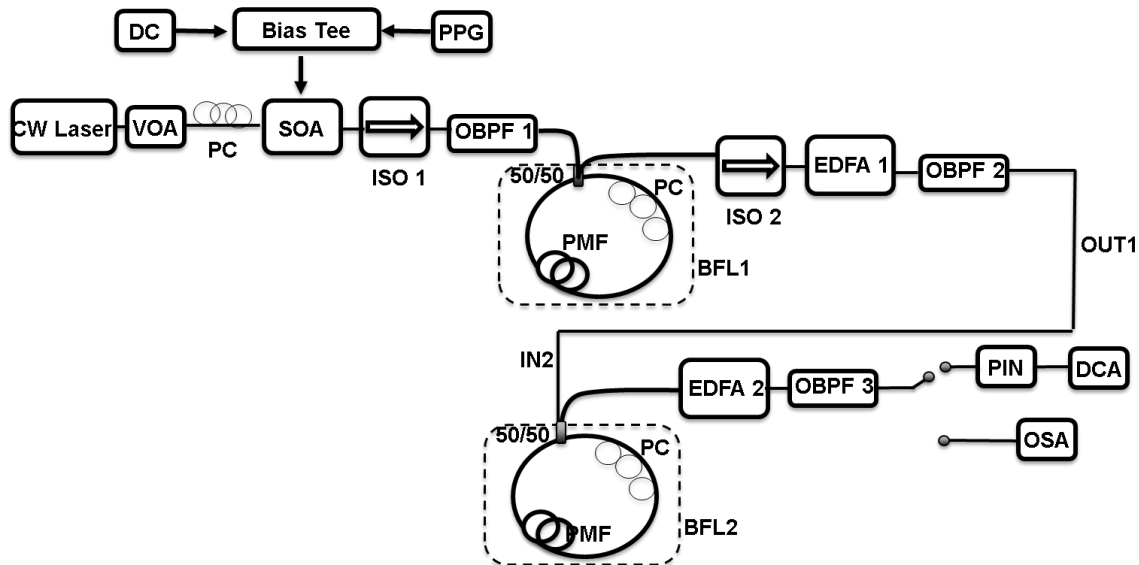 DC
Bias Tee
PPG
CW Laser
VOA
PC
SOA
ISO 1
OBPF 1
50/50
PC
PMF
BFL1
ISO 2
EDFA 1
OBPF 2
OUT1
IN2
50/50
PC
PMF
BFL2
EDFA 2
OBPF 3
PIN
DCA
OSA